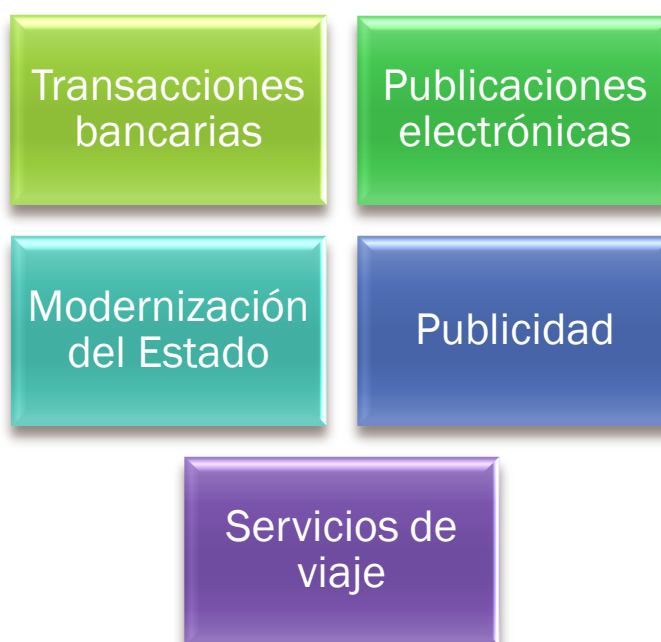 Transacciones
bancarias
Publicaciones
electrónicas
Modernización
del Estado
Publicidad
Servicios de
viaje